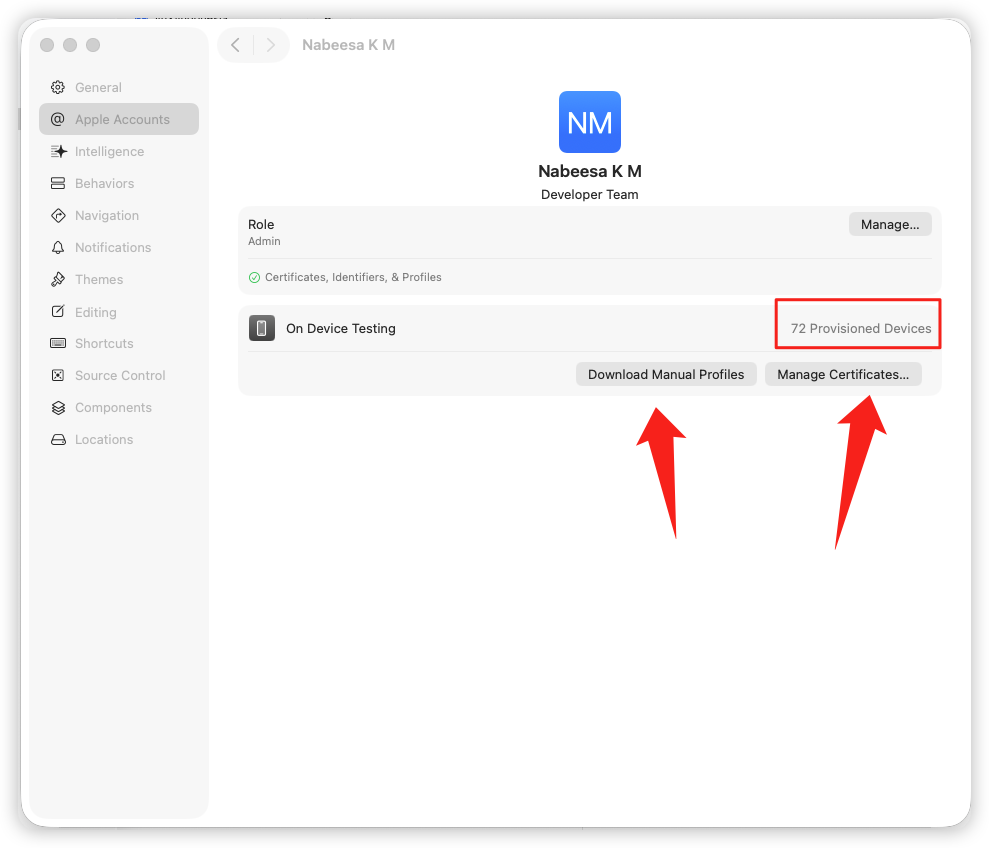 Nabeesa K M
General
Apple Accounts
Intelligence
Behaviors
Navigation
Notifications
Themes
Editing
Shortcuts
Source Control
Components
Locations
NM
Nabeesa K M
Developer Team
Role
Manage...
Admin
Certificates, Identifiers, & Profiles
On Device Testing
72 Provisioned Devices
Download Manual Profiles
Manage Certificates...